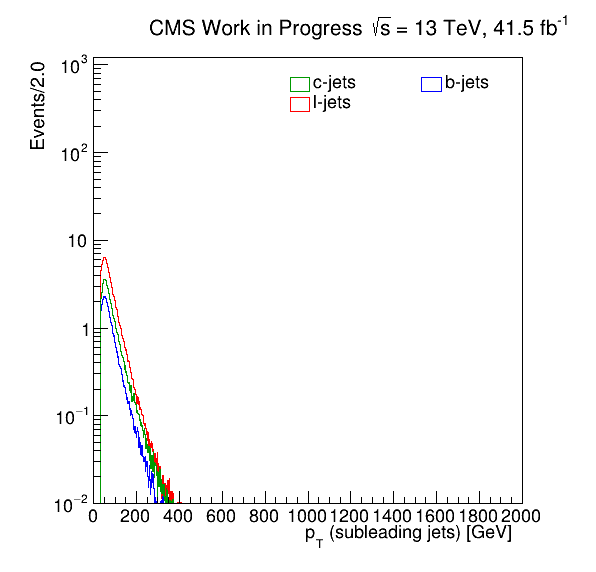 CMS Work in Progress √s = 13 TeV, 41.5 fb⁻¹
Events/2.0
10³
10²
10
1
10⁻¹
10⁻²
c-jets
b-jets
l-jets
0 200 400 600 800 1000 1200 1400 1600 1800 2000
p_T (subleading jets) [GeV]